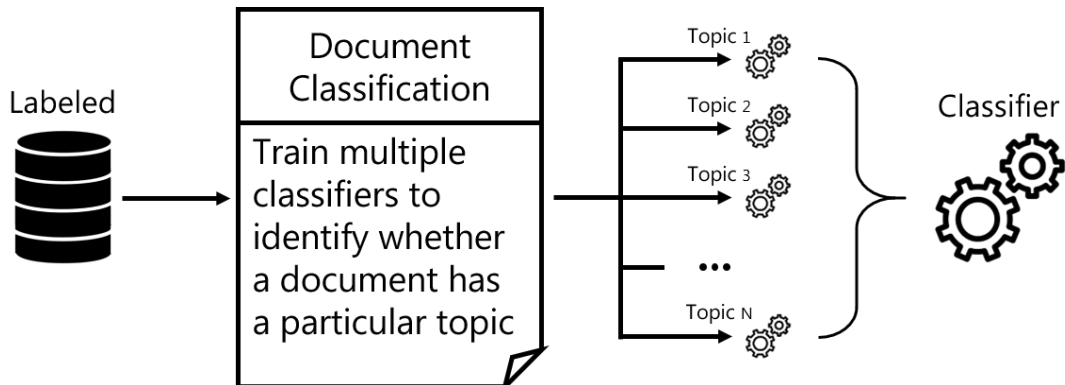 Labeled
Document
Classification
Train multiple
classifiers to
identify whether
a document has
a particular topic
Topic 1
Topic 2
Topic 3
...
Topic N
Classifier